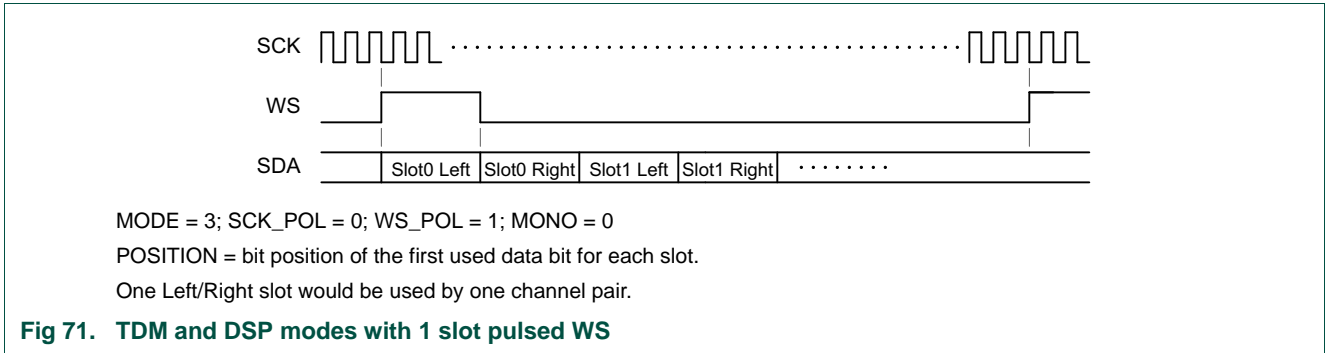 SCK
WS
SDA Slot0 Left Slot0 Right Slot1 Left Slot1 Right
MODE = 3; SCK_POL = 0; WS_POL = 1; MONO = 0
POSITION = bit position of the first used data bit for each slot.
One Left/Right slot would be used by one channel pair.
Fig 71. TDM and DSP modes with 1 slot pulsed WS